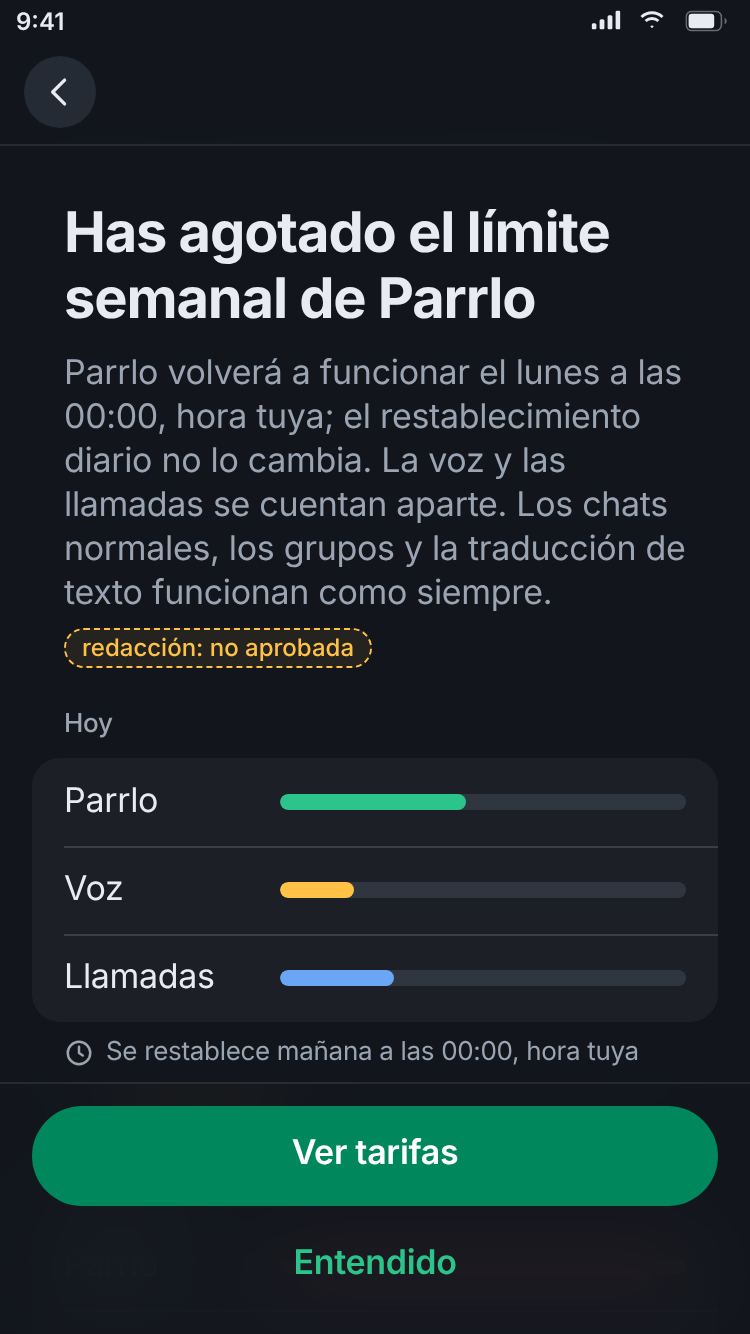 9:41
Has agotado el límite
semanal de Parrlo
Parrlo volverá a funcionar el lunes a las
00:00, hora tuya; el restablecimiento
diario no lo cambia. La voz y las
llamadas se cuentan aparte. Los chats
normales, los grupos y la traducción de
texto funcionan como siempre.
redacción: no aprobada
Hoy
Parrlo
Voz
Llamadas
Se restablece mañana a las 00:00, hora tuya
Ver tarifas
Entendido